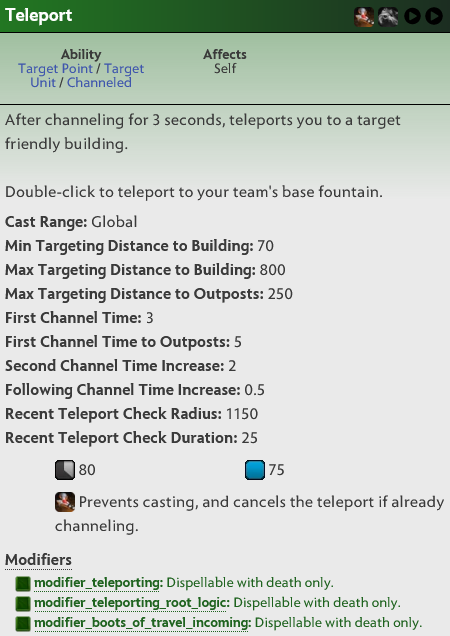 Teleport
Ability
Affects
Target Point / Target
Unit / Channeled
Self
After channeling for 3 seconds, teleports you to a target
friendly building.
Double-click to teleport to your team's base fountain.
Cast Range: Global
Min Targeting Distance to Building: 70
Max Targeting Distance to Building: 800
Max Targeting Distance to Outposts: 250
First Channel Time: 3
First Channel Time to Outposts: 5
Second Channel Time Increase: 2
Following Channel Time Increase: 0.5
Recent Teleport Check Radius: 1150
Recent Teleport Check Duration: 25
80
75
Prevents casting, and cancels the teleport if already
channeling.
Modifiers
modifier_teleporting: Dispellable with death only.
modifier_teleporting_root_logic: Dispellable with death only.
modifier_boots_of_travel_incoming: Dispellable with death only.